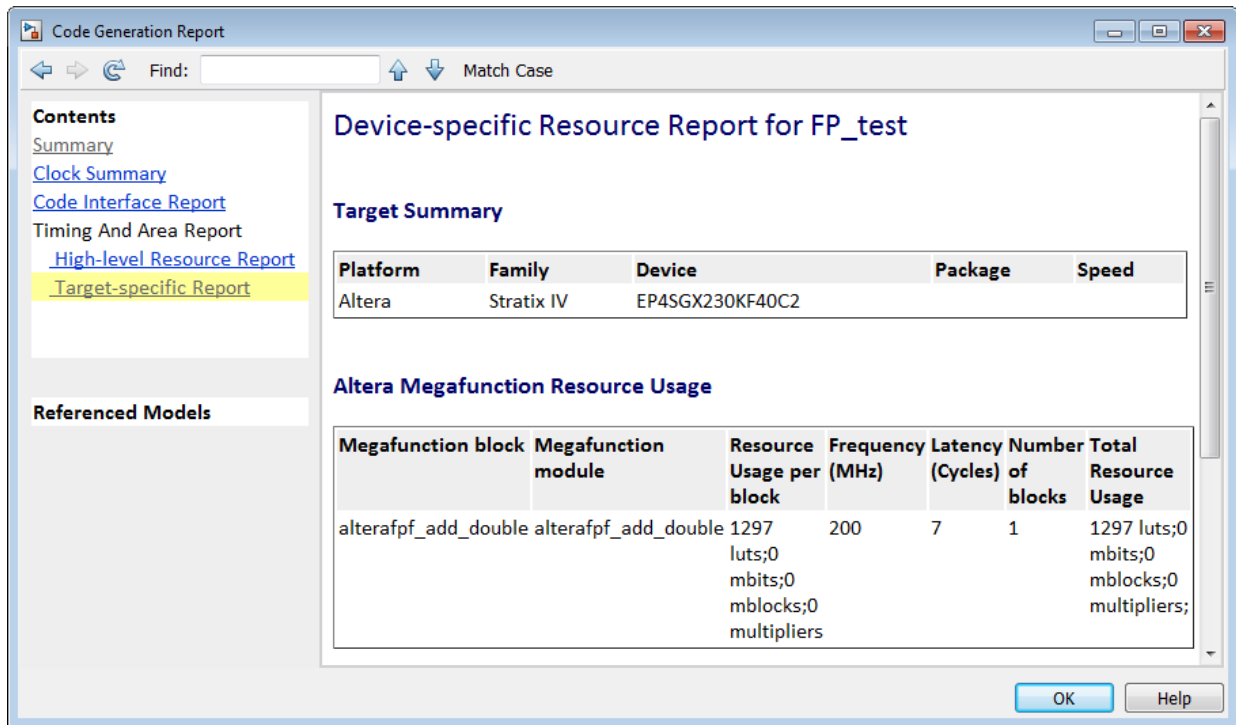 Code Generation Report
Find:
Match Case
Contents
Summary
Clock Summary
Code Interface Report
Timing And Area Report
High-level Resource Report
Target-specific Report
Referenced Models
Device-specific Resource Report for FP_test
Target Summary
Platform Family Device Package Speed
Altera Stratix IV EP4SGX230KF40C2
Altera Megafunction Resource Usage
Megafunction block Megafunction Resource Frequency Latency Number Total
module Usage per (MHz) (Cycles) of Resource
block blocks Usage
alterafpf_add_double alterafpf_add_double 1297 200 7 1 1297 luts;0
luts;0 mbits;0
mbits;0 mblocks;0
mblocks;0 multipliers;
multipliers
OK Help